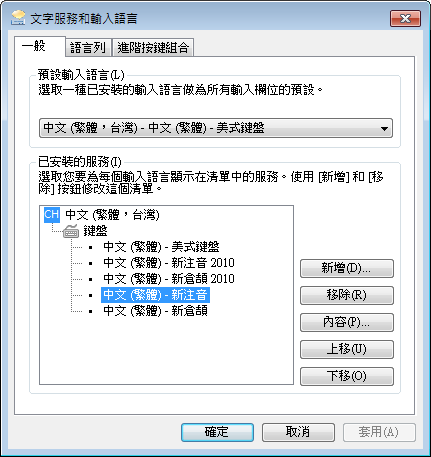 文字服務和輸入語言
一般
語言列
進階按鍵組合
預設輸入語言(L)
選取一種已安裝的輸入語言做為所有輸入欄位的預設。
中文 (繁體，台灣) - 中文 (繁體) - 美式鍵盤
已安裝的服務(I)
選取您要為每個輸入語言顯示在清單中的服務。使用 [新增] 和 [移
除] 按鈕修改這個清單。
CH 中文 (繁體，台灣)
鍵盤
• 中文 (繁體) - 美式鍵盤
• 中文 (繁體) - 新注音 2010
• 中文 (繁體) - 新倉頡 2010
• 中文 (繁體) - 新注音
• 中文 (繁體) - 新倉頡
新增(D)...
移除(R)
內容(P)...
上移(U)
下移(O)
確定
取消
套用(A)